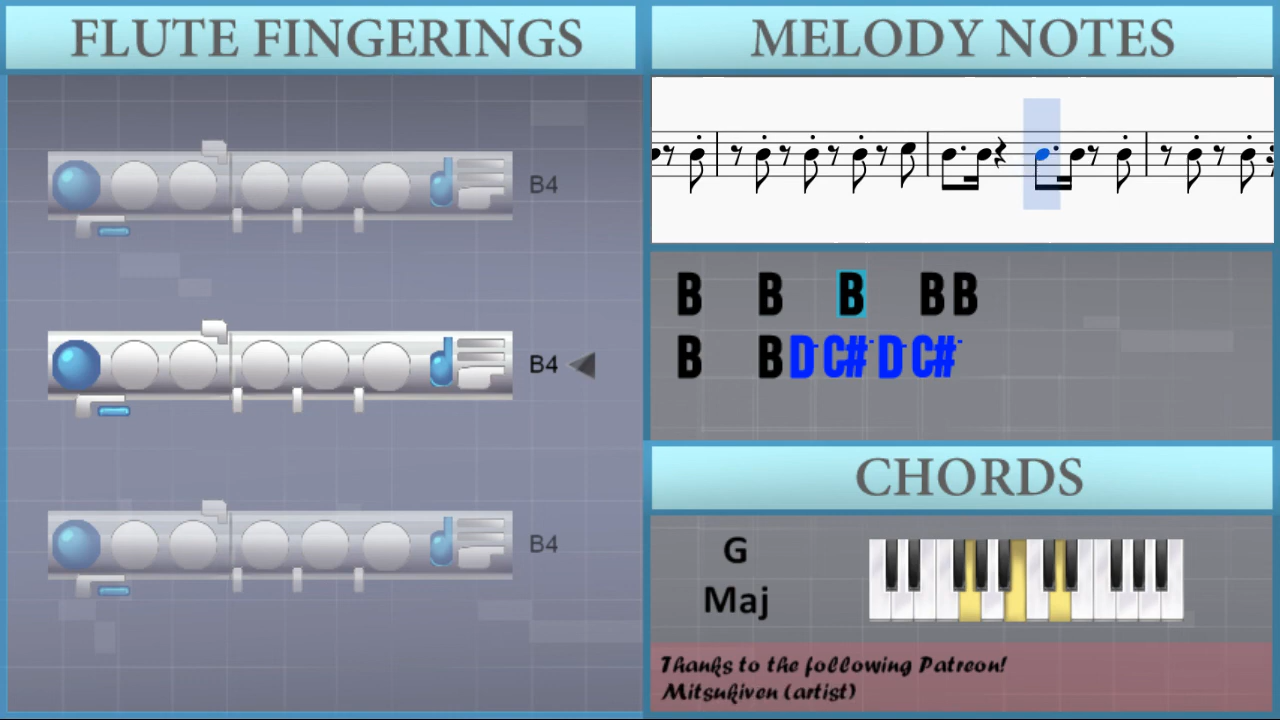 FLUTE FINGERINGS
B4
B4
B4
MELODY NOTES
B B B B B
B B D C# D C#
CHORDS
G
Maj
Thanks to the following Patreon!
Mitsukiven (artist)